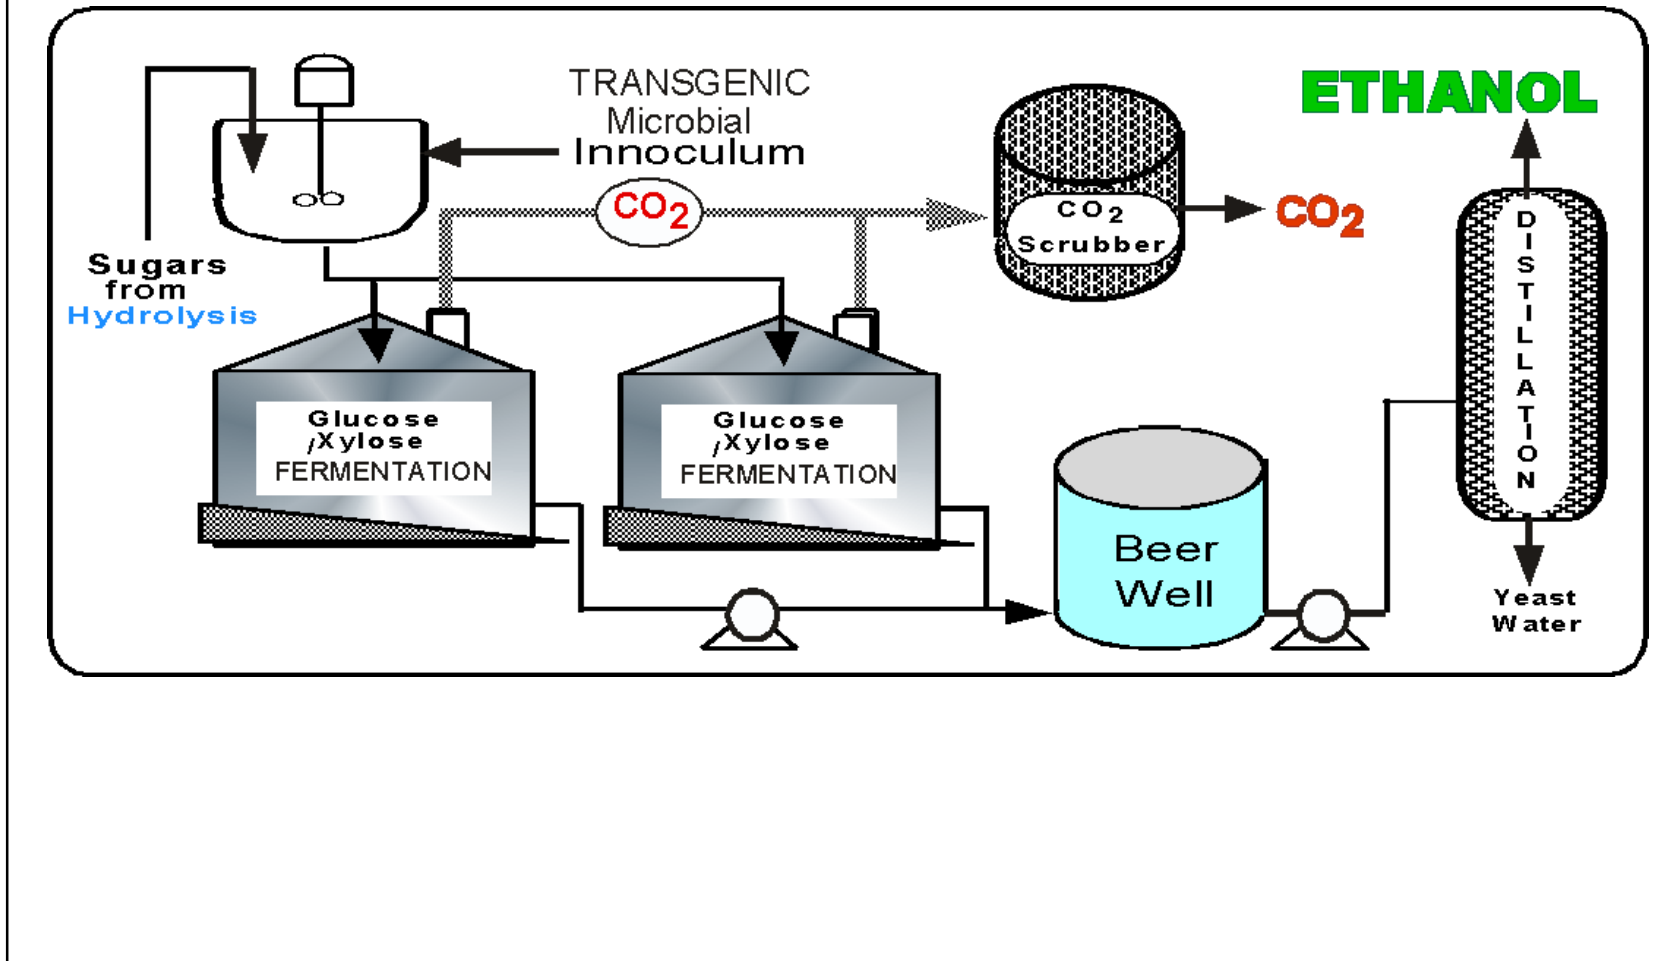 TRANSGENIC
Microbial
Innoculum
Sugars
from
Hydrolysis
CO2
CO2
Scrubber
CO2
ETHANOL
DISTILLATION
Glucose
/Xylose
FERMENTATION
Glucose
/Xylose
FERMENTATION
Beer
Well
Yeast
Water